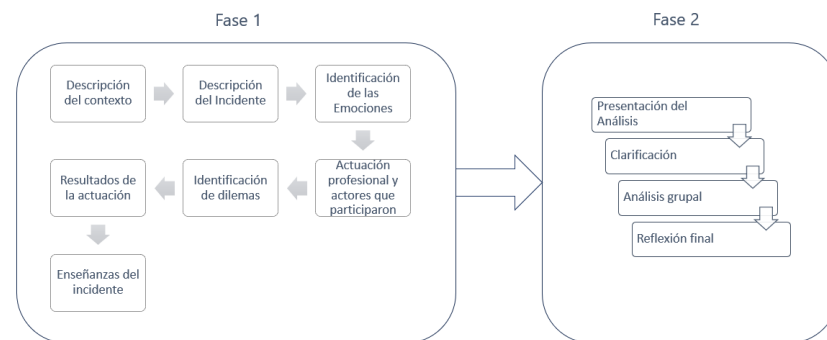 Fase 1
Descripción
del contexto
Descripción
del Incidente
Identificación
de las
Emociones
Actuación
profesional y
actores que
participaron
Identificación
de dilemas
Resultados de
la actuación
Enseñanzas del
incidente
Fase 2
Presentación del
Análisis
Clarificación
Análisis grupal
Reflexión final